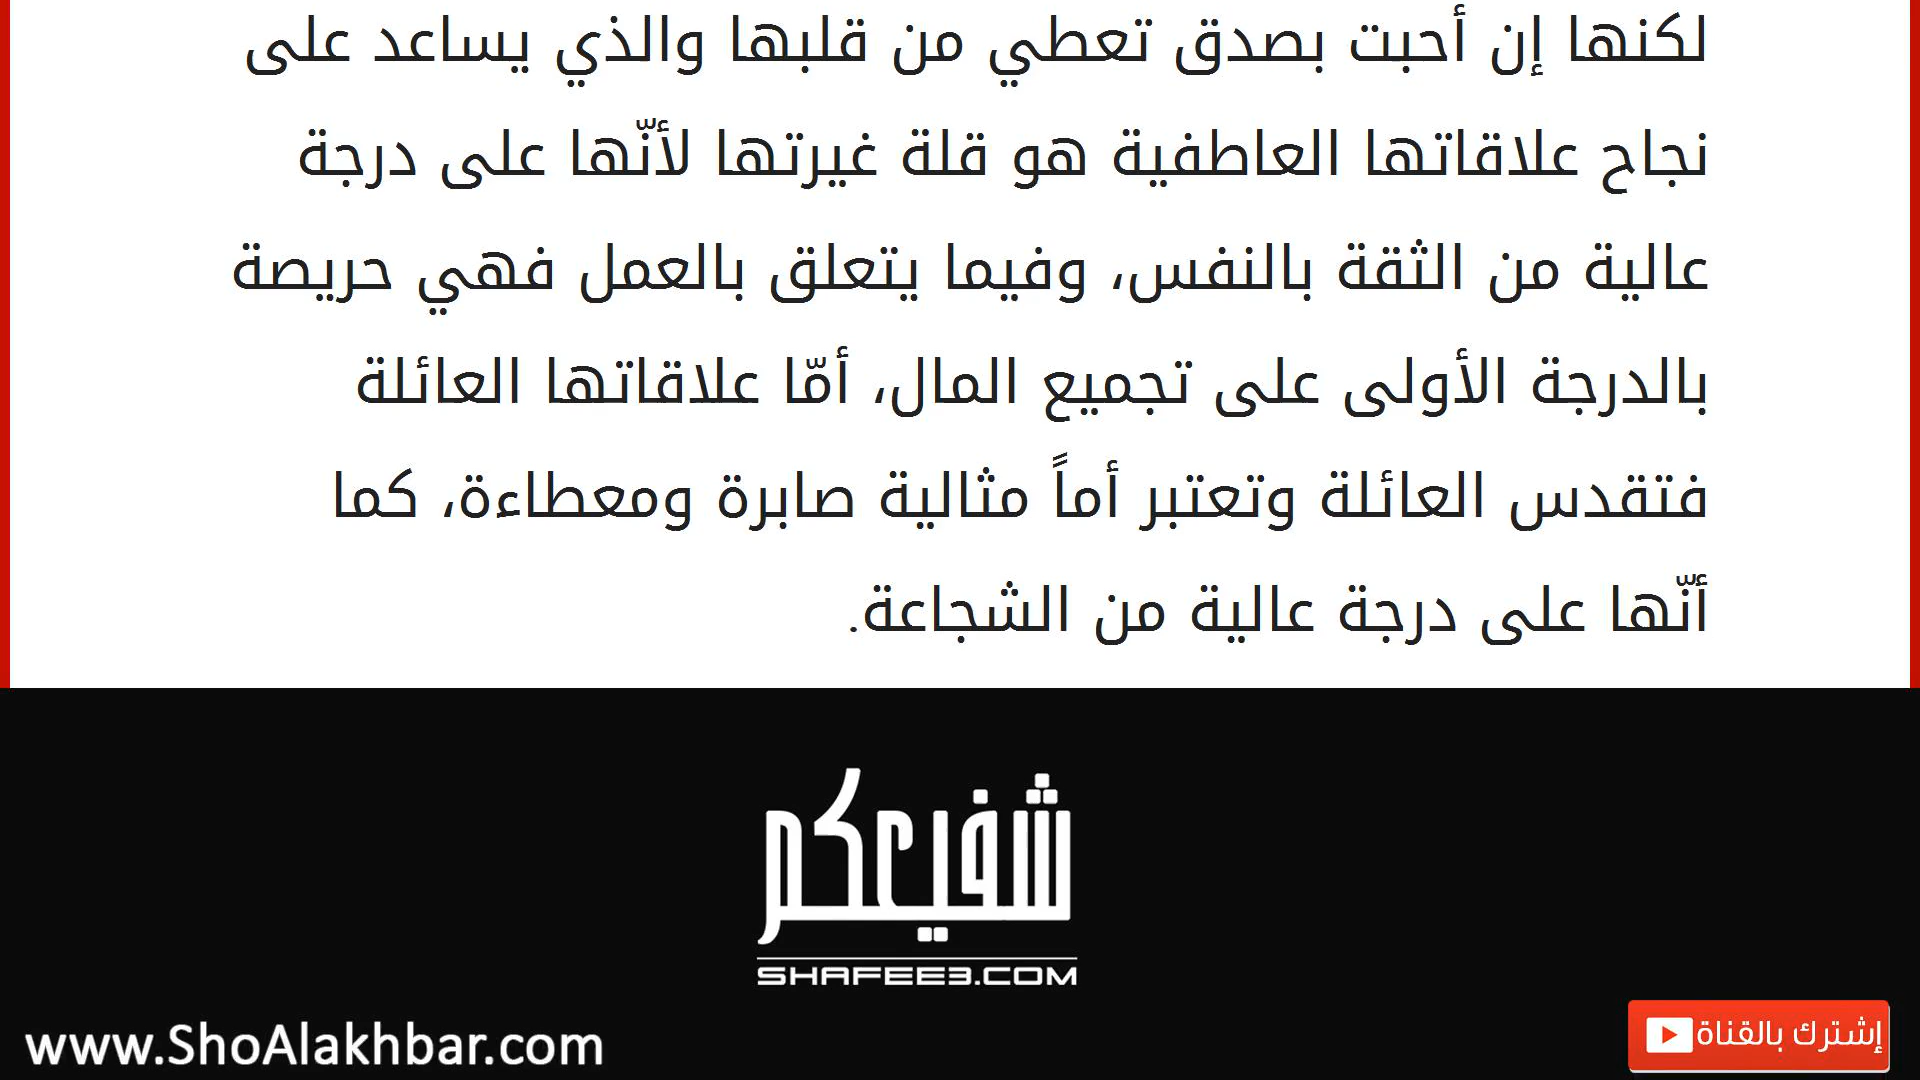 لكنها إن أحبت بصدق تعطي من قلبها والذي يساعد على
نجاح علاقاتها العاطفية هو قلة غيرتها لأنّها على درجة
عالية من الثقة بالنفس، وفيما يتعلق بالعمل فهي حريصة
بالدرجة الأولى على تجميع المال، أمّا علاقاتها العائلة
فتقدس العائلة وتعتبر أماً مثالية صابرة ومعطاءة، كما
أنّها على درجة عالية من الشجاعة.
شفيعكم
SHAFEE3.COM
www.ShoAlakhbar.com
إشترك بالقناة